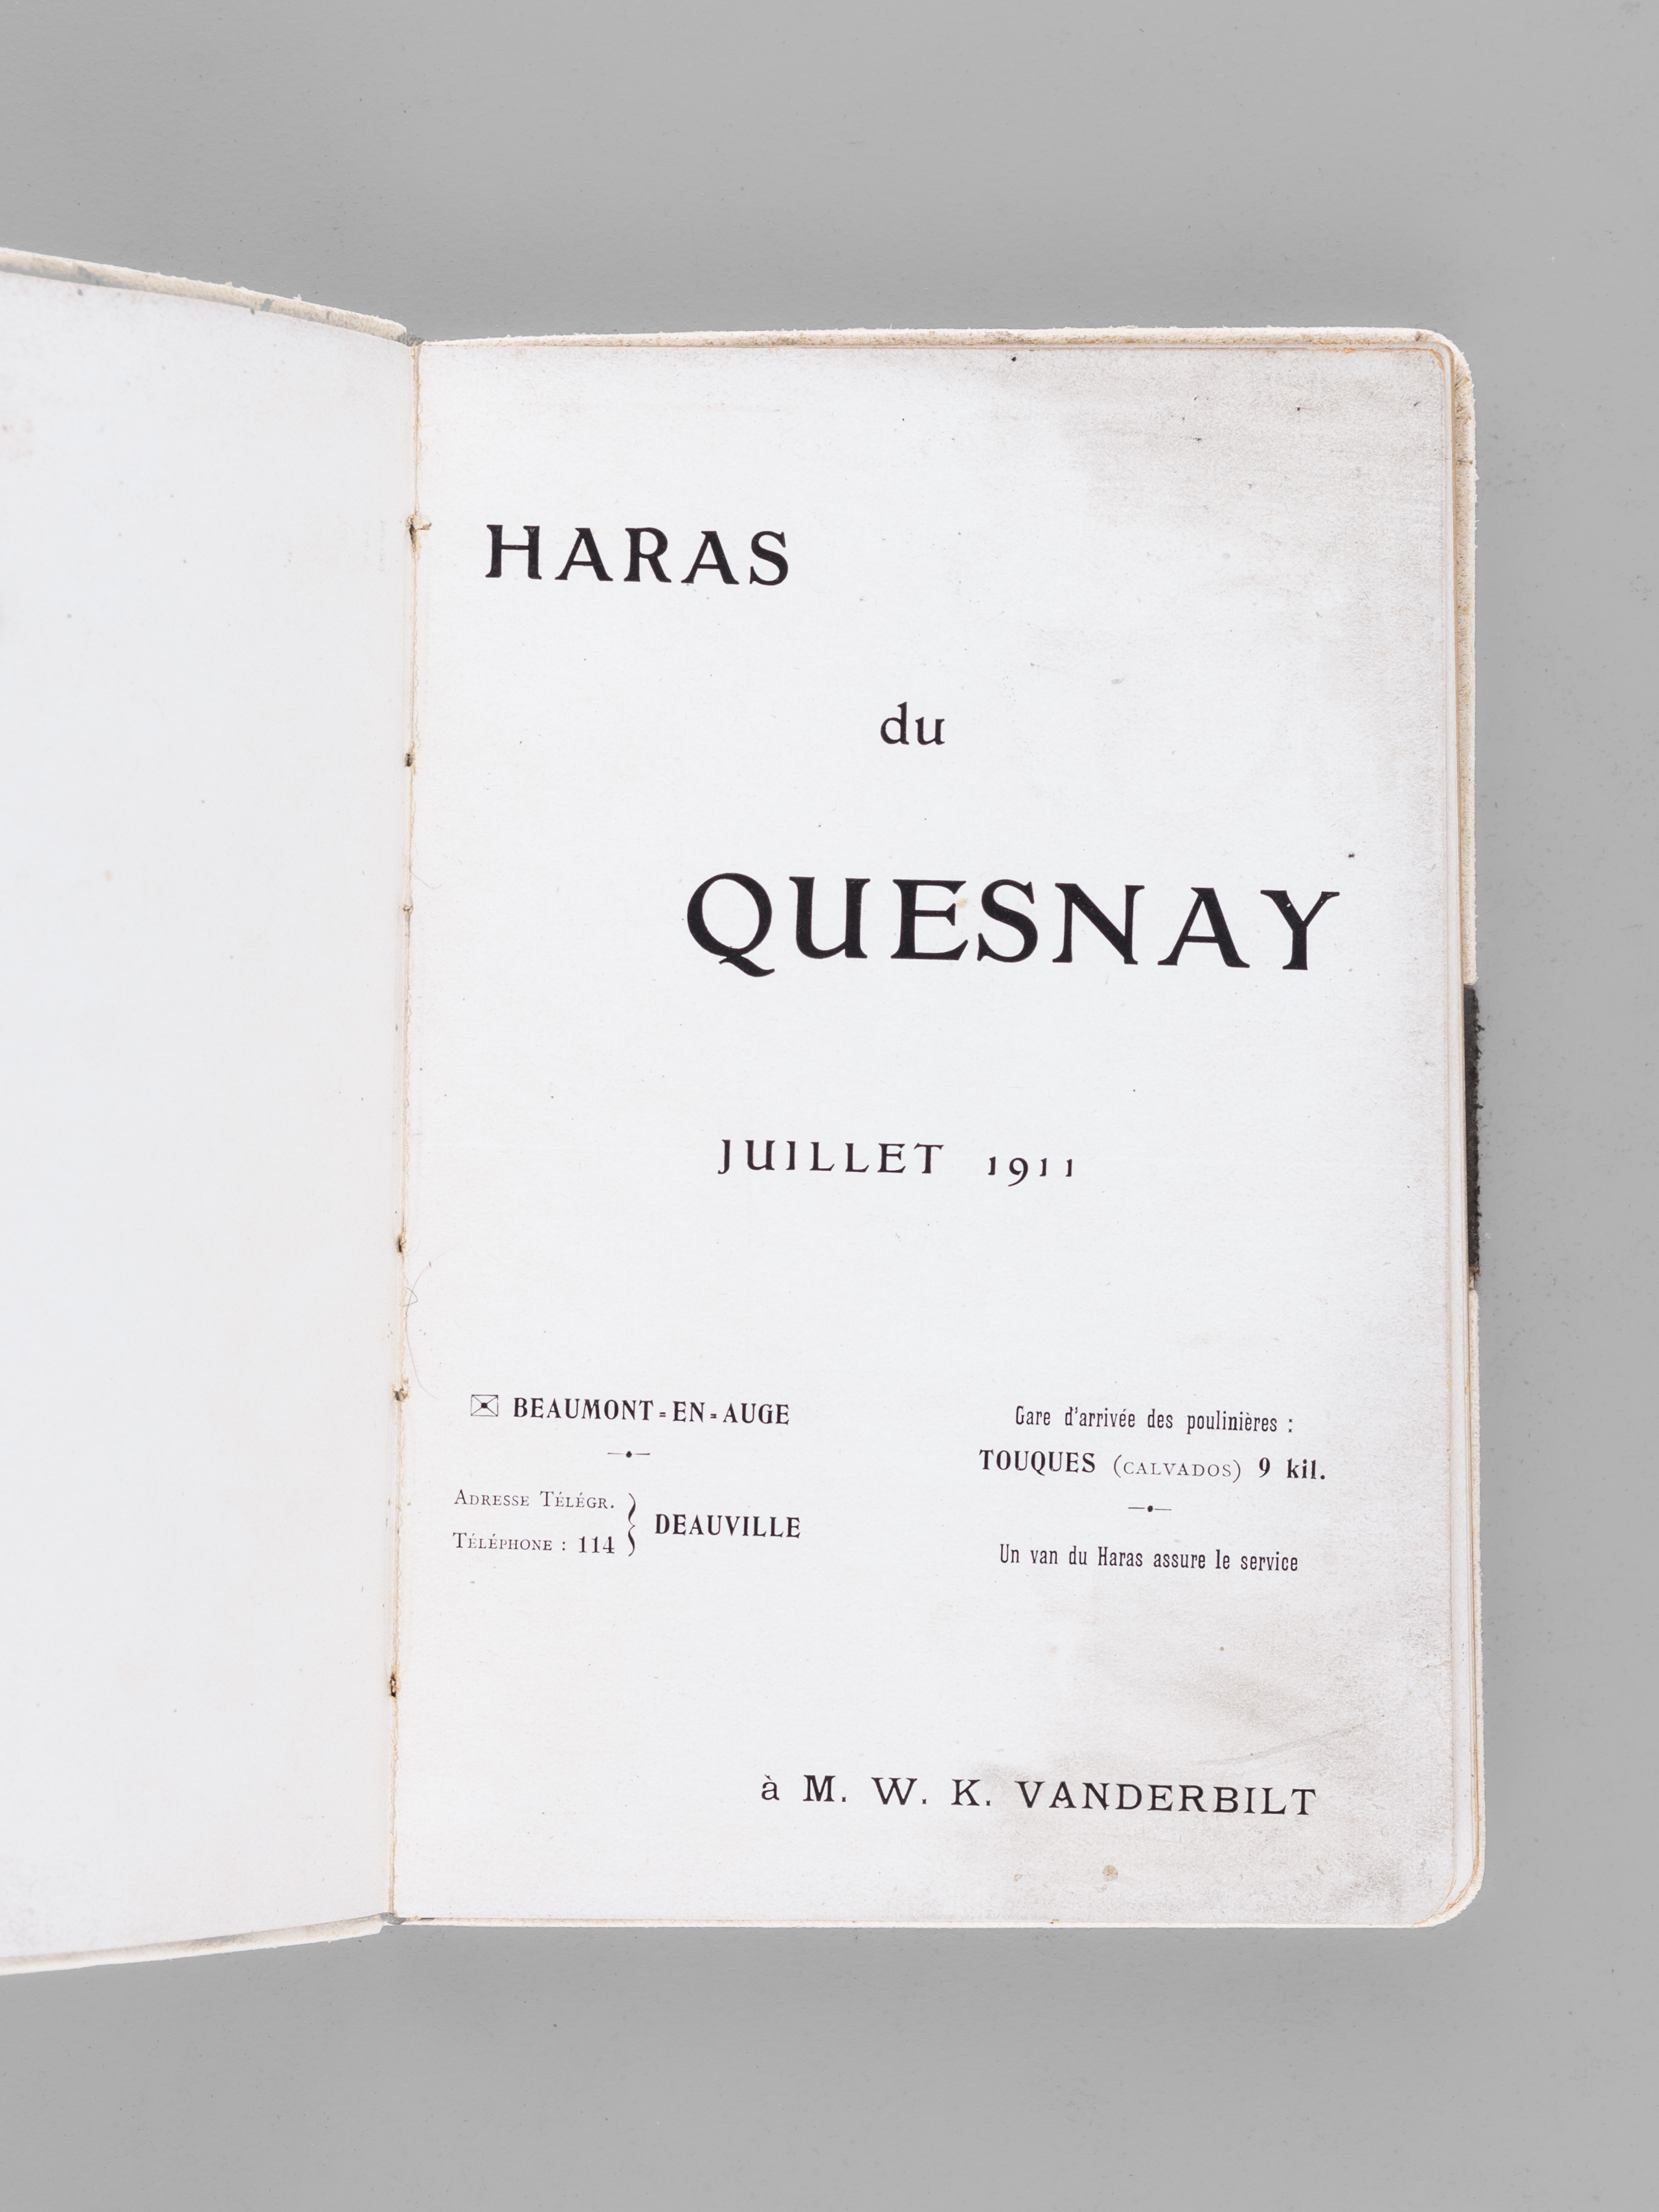 HARAS
du
QUESNAY
JUILLET 1911
BEAUMONT-EN-AUGE
ADRESSE TÉLÉGR.
TÉLÉPHONE : 114
DEAUVILLE
Gare d'arrivée des poulinières :
TOUQUES (CALVADOS) 9 kil.
Un van du Haras assure le service
à M. W. K. VANDERBILT